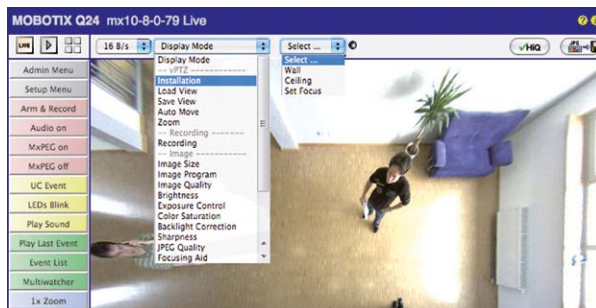 MOBOTIX Q24 mx10-8-0-79 Live
LIVE
16 B/s Display Mode Select ... HiQ
Display Mode
-- vPTZ --------------
Installation
Load View
Save View
Auto Move
Zoom
-- Recording -------
Recording
-- Image ------------
Image Size
Image Program
Image Quality
Brightness
Exposure Control
Color Saturation
Backlight Correction
Sharpness
JPEG Quality
Focusing Aid
Select ...
Wall
Ceiling
Set Focus
Admin Menu
Setup Menu
Arm & Record
Audio on
MxPEG on
MxPEG off
UC Event
LEDs Blink
Play Sound
Play Last Event
Event List
Multiwatcher
1x Zoom